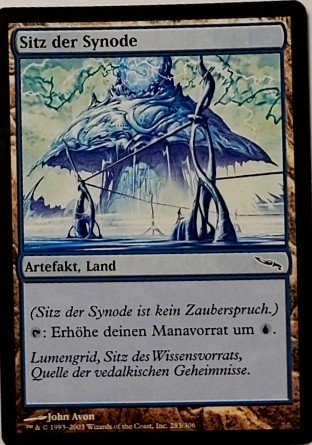 Sitz der Synode
Artefakt, Land
(Sitz der Synode ist kein Zauberspruch.)
: Erhöhe deinen Manavorrat um .
Lumengrid, Sitz des Wissensvorrats,
Quelle der vedalkischen Geheimnisse.
John Avon
™ & © 1993–2003 Wizards of the Coast, Inc. 283/306